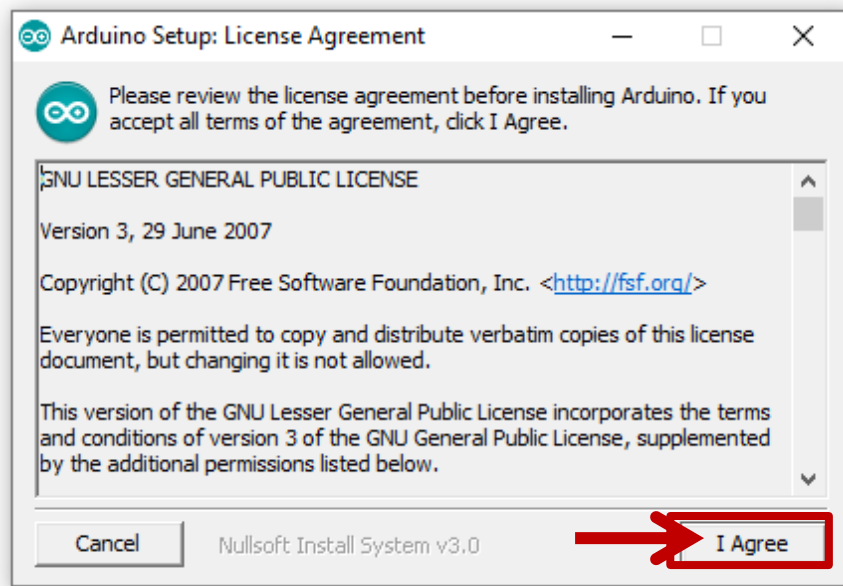 Arduino Setup: License Agreement
Please review the license agreement before installing Arduino. If you
accept all terms of the agreement, click I Agree.
GNU LESSER GENERAL PUBLIC LICENSE
Version 3, 29 June 2007
Copyright (C) 2007 Free Software Foundation, Inc. <http://fsf.org/>
Everyone is permitted to copy and distribute verbatim copies of this license
document, but changing it is not allowed.
This version of the GNU Lesser General Public License incorporates the terms
and conditions of version 3 of the GNU General Public License, supplemented
by the additional permissions listed below.
Cancel Nullsoft Install System v3.0 I Agree